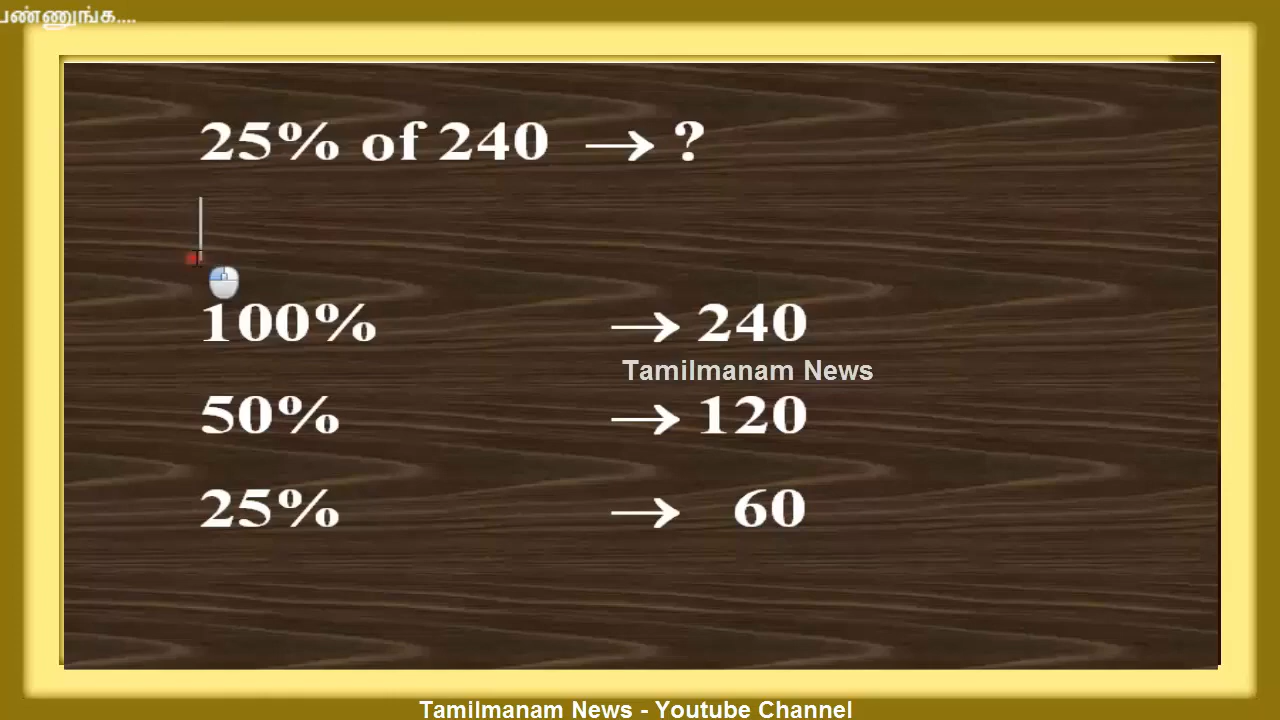 பண்ணுங்க....
25% of 240 → ?
100% → 240
Tamilmanam News
50% → 120
25% → 60
Tamilmanam News - Youtube Channel